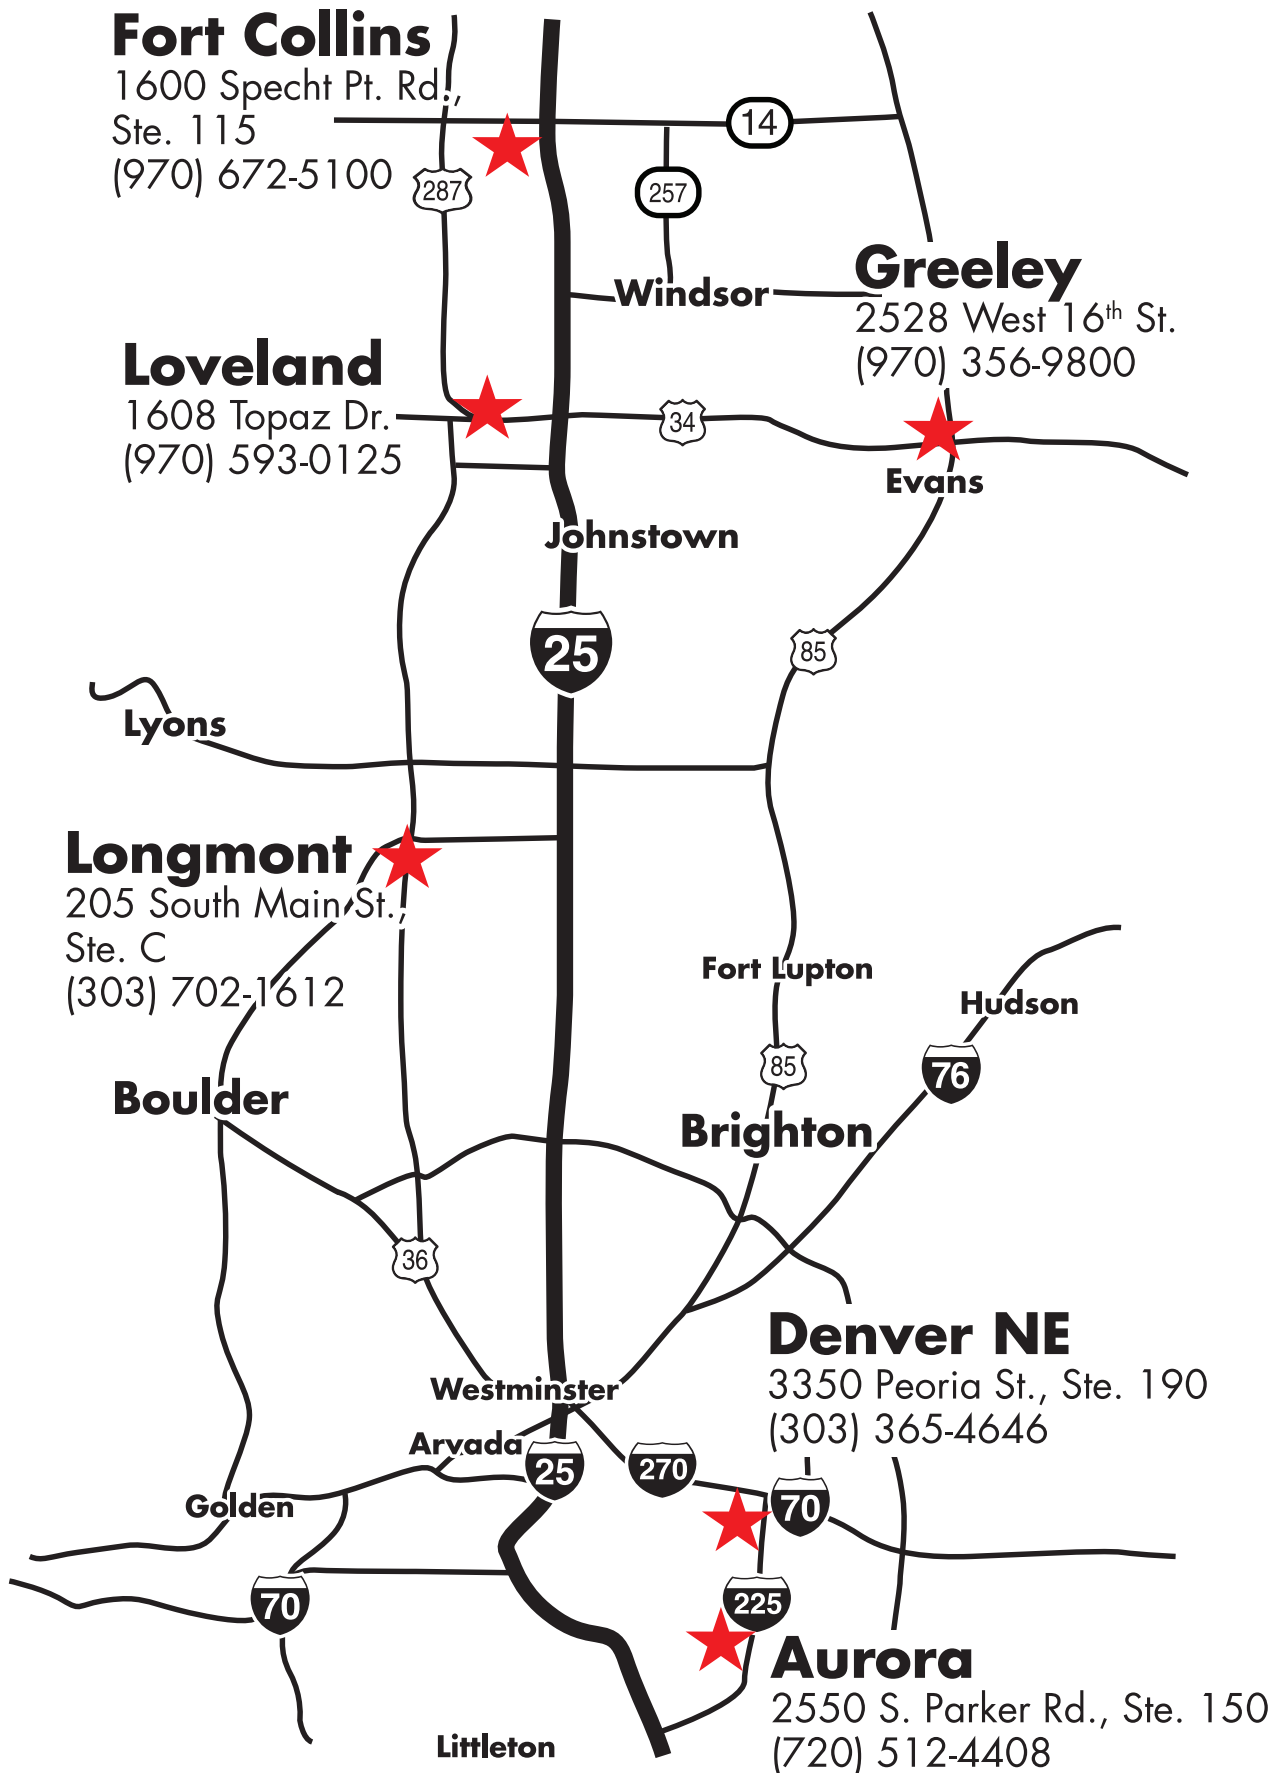 Fort Collins
1600 Specht Pt. Rd.,
Ste. 115
(970) 672-5100
14
287
257
Windsor
Greeley
2528 West 16th St.
(970) 356-9800
Loveland
1608 Topaz Dr.
(970) 593-0125
34
Evans
Johnstown
25
85
Lyons
Longmont
205 South Main St.,
Ste. C
(303) 702-1612
Fort Lupton
Hudson
85
76
Boulder
Brighton
36
Denver NE
3350 Peoria St., Ste. 190
(303) 365-4646
Westminster
Arvada
25
270
70
Golden
70
225
Aurora
2550 S. Parker Rd., Ste. 150
(720) 512-4408
Littleton